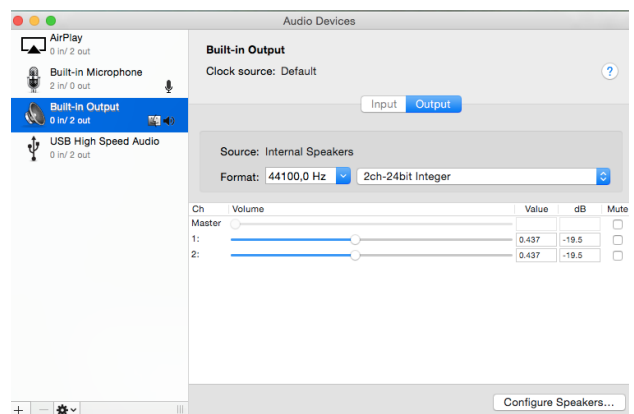 Audio Devices
AirPlay
0 in/ 2 out
Built-in Microphone
2 in/ 0 out
Built-in Output
0 in/ 2 out
USB High Speed Audio
0 in/ 2 out
Built-in Output
Clock source: Default
?
Input Output
Source: Internal Speakers
Format: 44100,0 Hz 2ch-24bit Integer
Ch Volume Value dB Mute
Master
1: 0.437 -19.5
2: 0.437 -19.5
Configure Speakers...